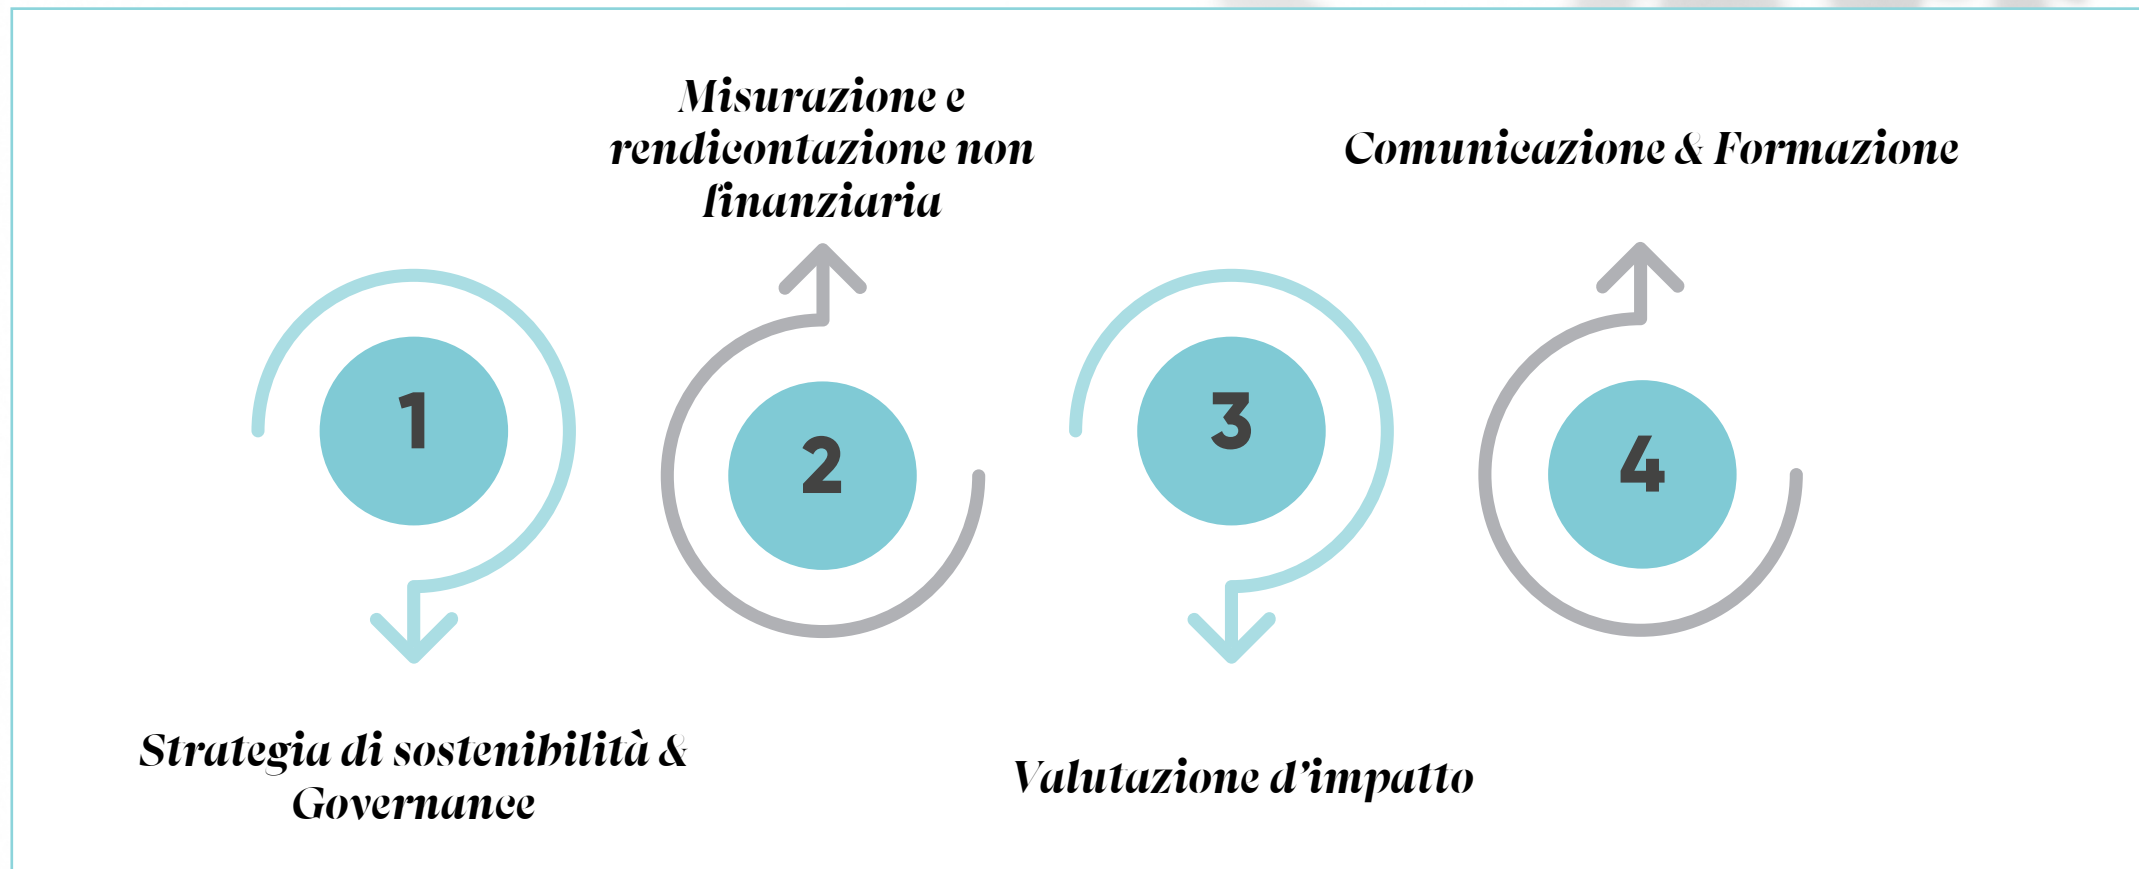 Misurazione e
rendicontazione non
finanziaria
Comunicazione & Formazione
1
2
3
4
Strategia di sostenibilità &
Governance
Valutazione d’impatto